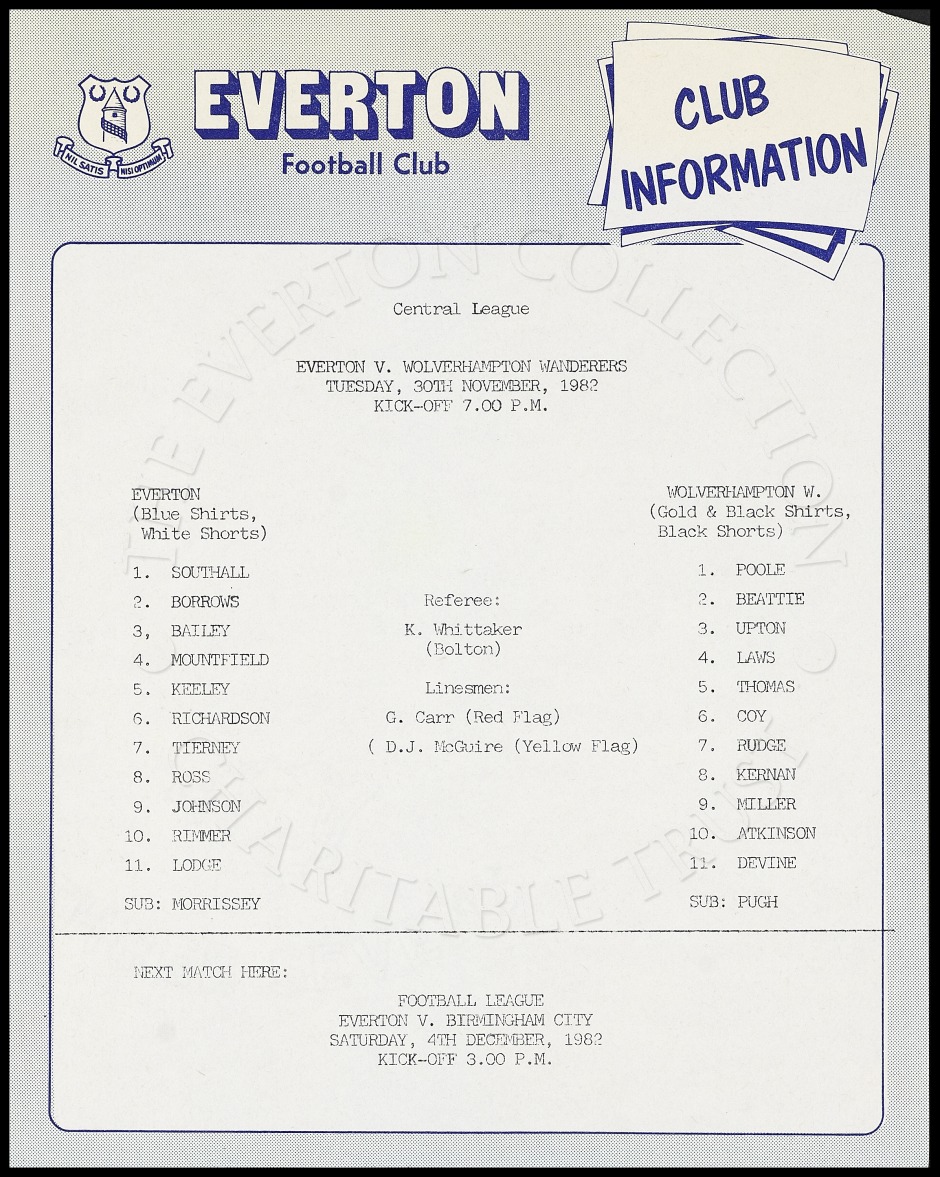 NIL SATIS NISI OPTIMUM
EVERTON
Football Club
CLUB
INFORMATION
THE EVERTON COLLECTION
CHARITABLE TRUST
Central League
EVERTON V. WOLVERHAMPTON WANDERERS
TUESDAY, 30TH NOVEMBER, 1982
KICK-OFF 7.00 P.M.
EVERTON
(Blue Shirts,
White Shorts)
1. SOUTHALL
2. BORROWS
3, BAILEY
4. MOUNTFIELD
5. KEELEY
6. RICHARDSON
7. TIERNEY
8. ROSS
9. JOHNSON
10. RIMMER
11. LODGE
SUB: MORRISSEY
Referee:
K. Whittaker
(Bolton)
Linesmen:
G. Carr (Red Flag)
( D.J. McGuire (Yellow Flag)
WOLVERHAMPTON W.
(Gold & Black Shirts,
Black Shorts)
1. POOLE
2. BEATTIE
3. UPTON
4. LAWS
5. THOMAS
6. COY
7. RUDGE
8. KERNAN
9. MILLER
10. ATKINSON
11. DEVINE
SUB: PUGH
NEXT MATCH HERE:
FOOTBALL LEAGUE
EVERTON V. BIRMINGHAM CITY
SATURDAY, 4TH DECEMBER, 1982
KICK-OFF 3.00 P.M.